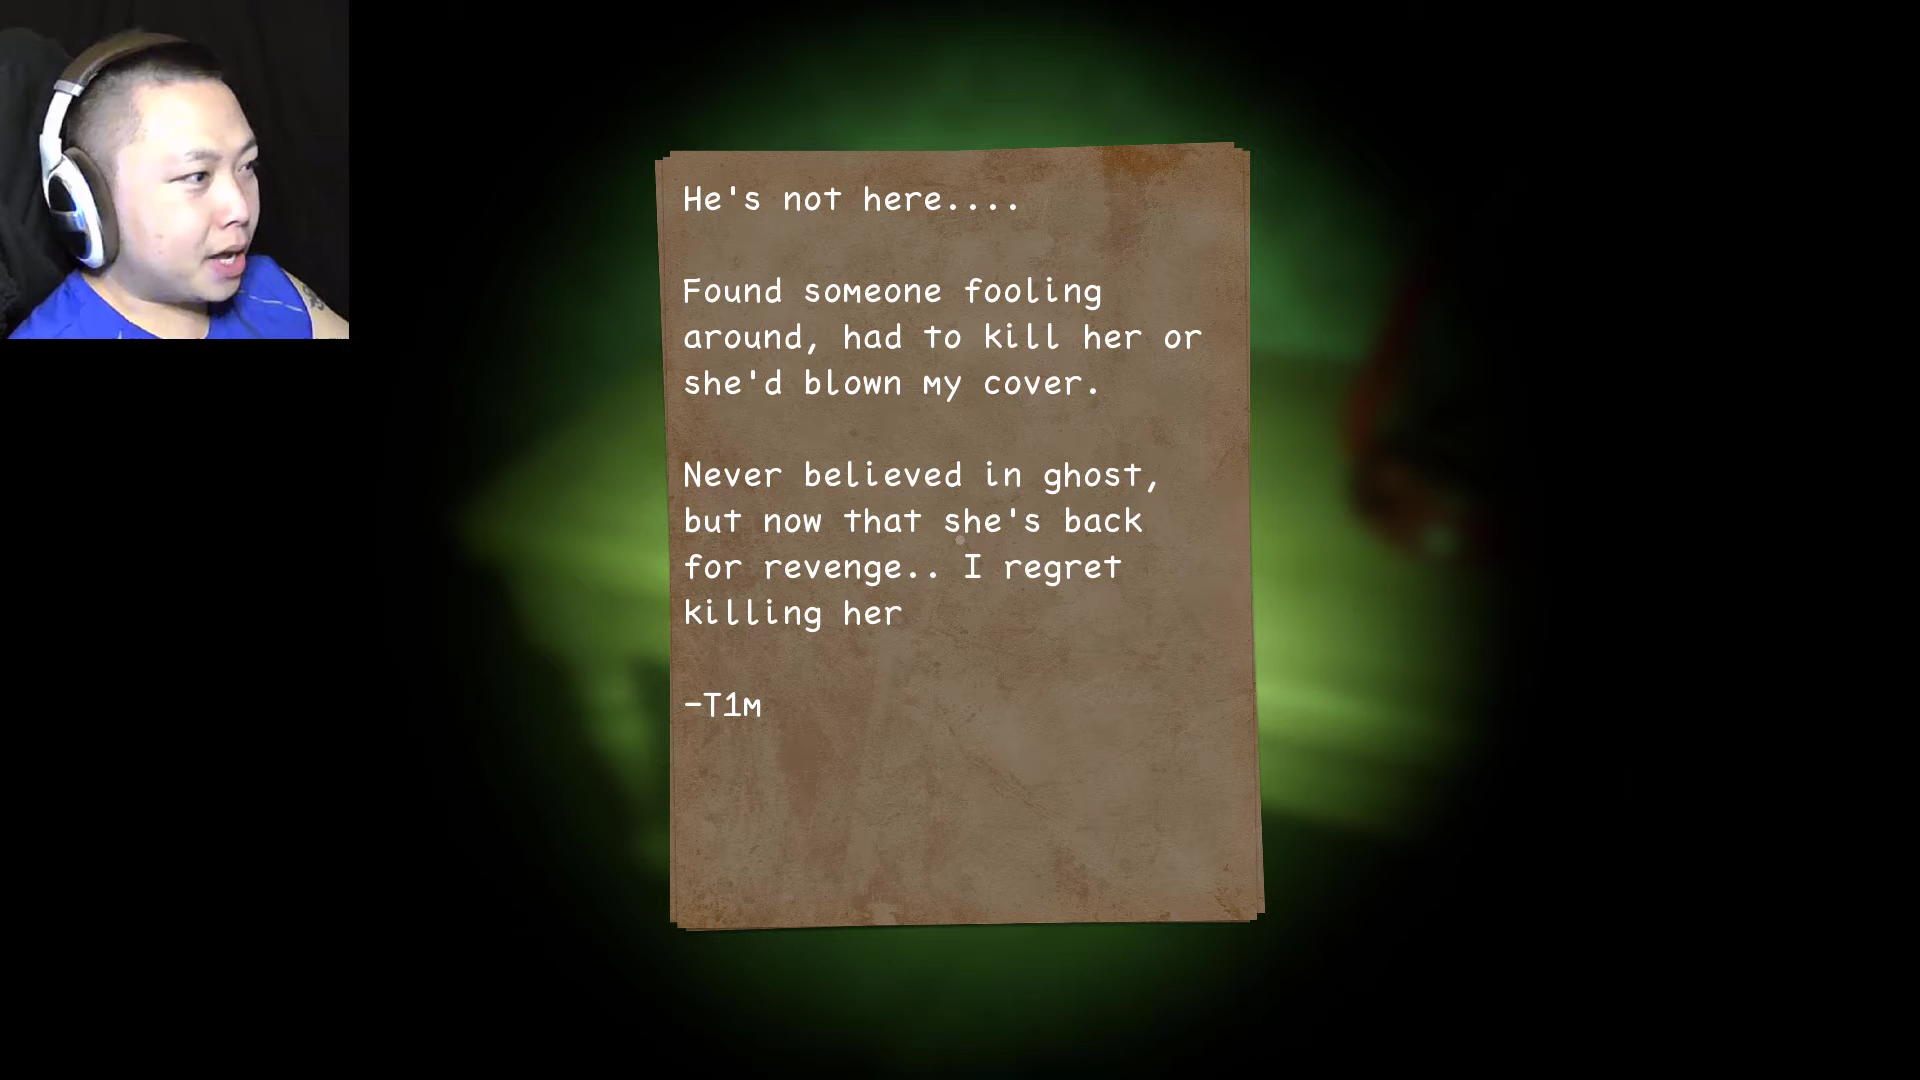 He's not here....
Found someone fooling
around, had to kill her or
she'd blown my cover.
Never believed in ghost,
but now that she's back
for revenge.. I regret
killing her
-T1m